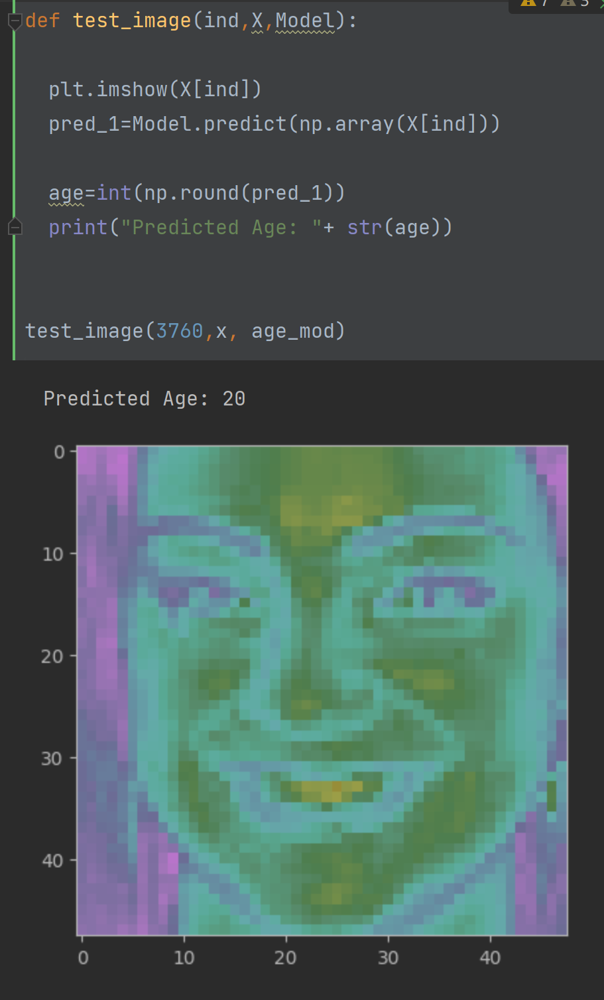 7 5
def test_image(ind,X,Model):
plt.imshow(X[ind])
pred_1=Model.predict(np.array(X[ind]))
age=int(np.round(pred_1))
print("Predicted Age: "+ str(age))
test_image(3760,x, age_mod)
Predicted Age: 20
0
10
20
30
40
0 10 20 30 40